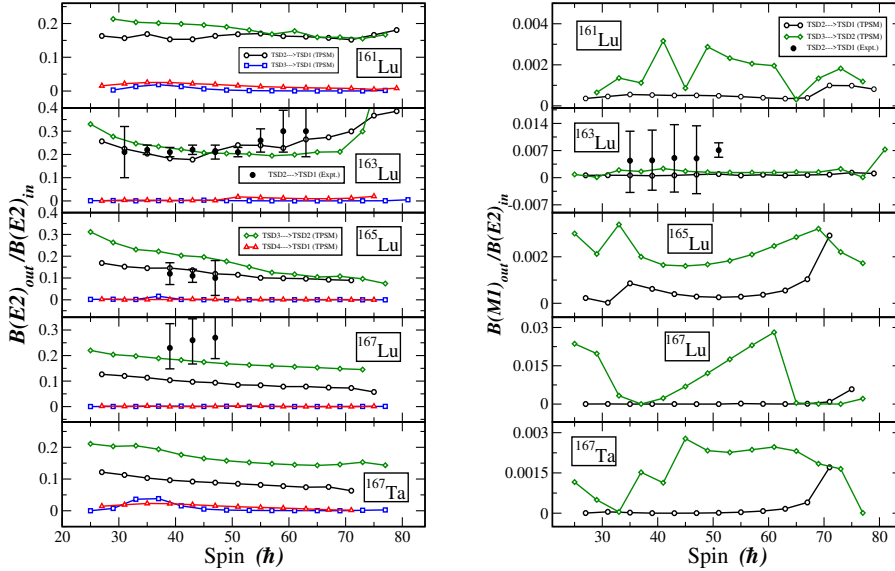 B(E2)out/B(E2)in
0.2
0.1
0
TSD2--->TSD1 (TPSM)
TSD3--->TSD1 (TPSM)
161Lu
0.4
0.3
0.2
0.1
0
163Lu
TSD2--->TSD1 (Expt.)
0.4
0.3
0.2
0.1
0
165Lu
TSD3--->TSD2 (TPSM)
TSD4--->TSD1 (TPSM)
0.3
0.2
0.1
0
167Lu
0.2
0.1
0
167Ta
20 30 40 50 60 70 80
Spin (ħ)
B(M1)out/B(E2)in
0.004
0.002
0
161Lu
TSD2--->TSD1 (TPSM)
TSD3--->TSD2 (TPSM)
TSD2--->TSD1 (Expt.)
0.014
0.007
0
-0.007
163Lu
0.002
0
165Lu
0.03
0.015
0
167Lu
0.003
0.0015
0
167Ta
30 40 50 60 70 80
Spin (ħ)